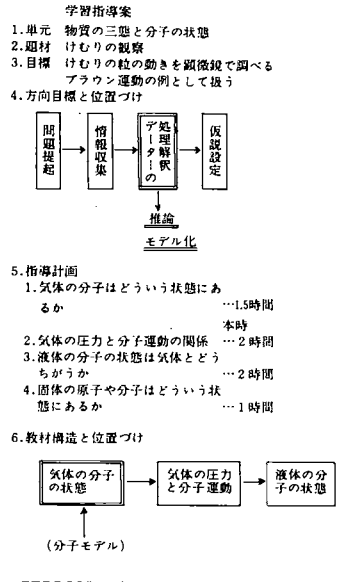 学習指導案
1.単元 物質の三態と分子の状態
2.題材 けむりの観察
3.目標 けむりの粒の動きを顕微鏡で調べる
ブラウン運動の例として扱う
4.方向目標と位置づけ
問題提起
情報収集
データーの
処理解釈
仮説設定
推論
モデル化
5.指導計画
1.気体の分子はどういう状態にあ
るか …1.5時間
本時
2.気体の圧力と分子運動の関係 …2時間
3.液体の分子の状態は気体とどう
ちがうか …2時間
4.固体の原子や分子はどういう状
態にあるか …1時間
6.教材構造と位置づけ
気体の分子
の状態
気体の圧力
と分子運動
液体の分
子の状態
(分子モデル)